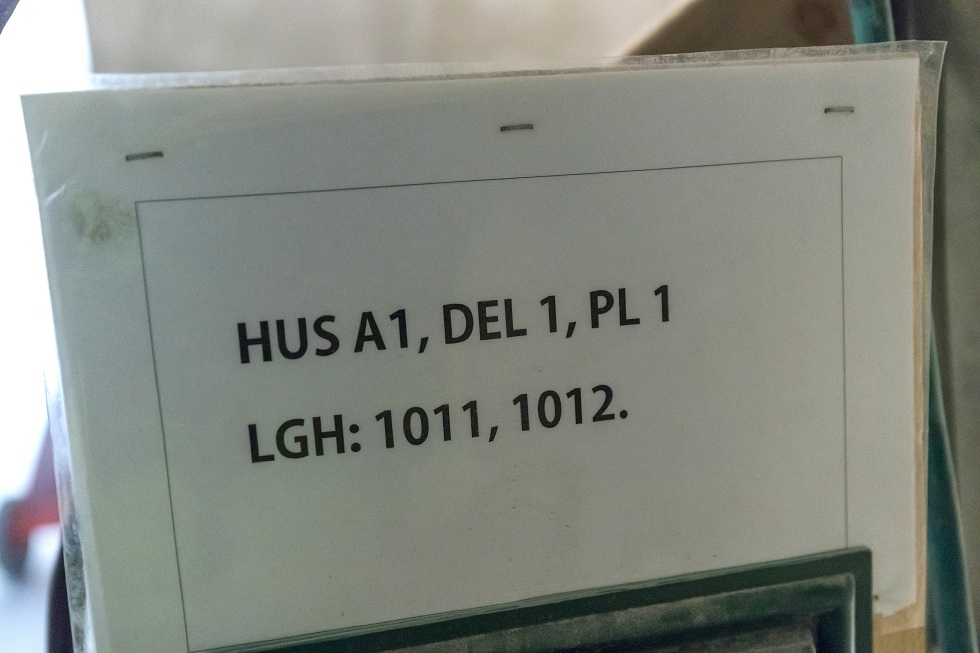 HUS A1, DEL 1, PL 1
LGH: 1011, 1012.